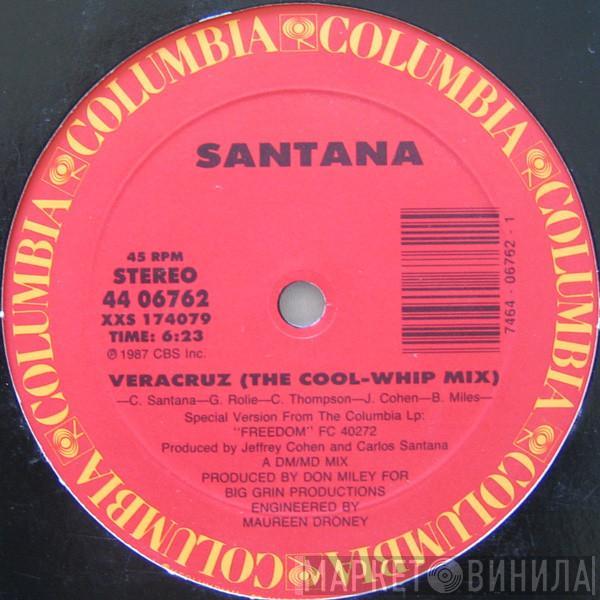 COLUMBIA COLUMBIA COLUMBIA COLUMBIA COLUMBIA COLUMBIA COLUMBIA COLUMBIA
SANTANA
45 RPM
STEREO
44 06762
XXS 174079
TIME: 6:23
℗ 1987 CBS Inc.
7464 - 06762 - 1
VERACRUZ (THE COOL-WHIP MIX)
—C. Santana—G. Rolie—C. Thompson—J. Cohen—B. Miles—
Special Version From The Columbia Lp:
"FREEDOM" FC 40272
Produced by Jeffrey Cohen and Carlos Santana
A DM/MD MIX
PRODUCED BY DON MILEY FOR
BIG GRIN PRODUCTIONS
ENGINEERED BY
MAUREEN DRONEY
МАРКЕТ ВИНИЛА